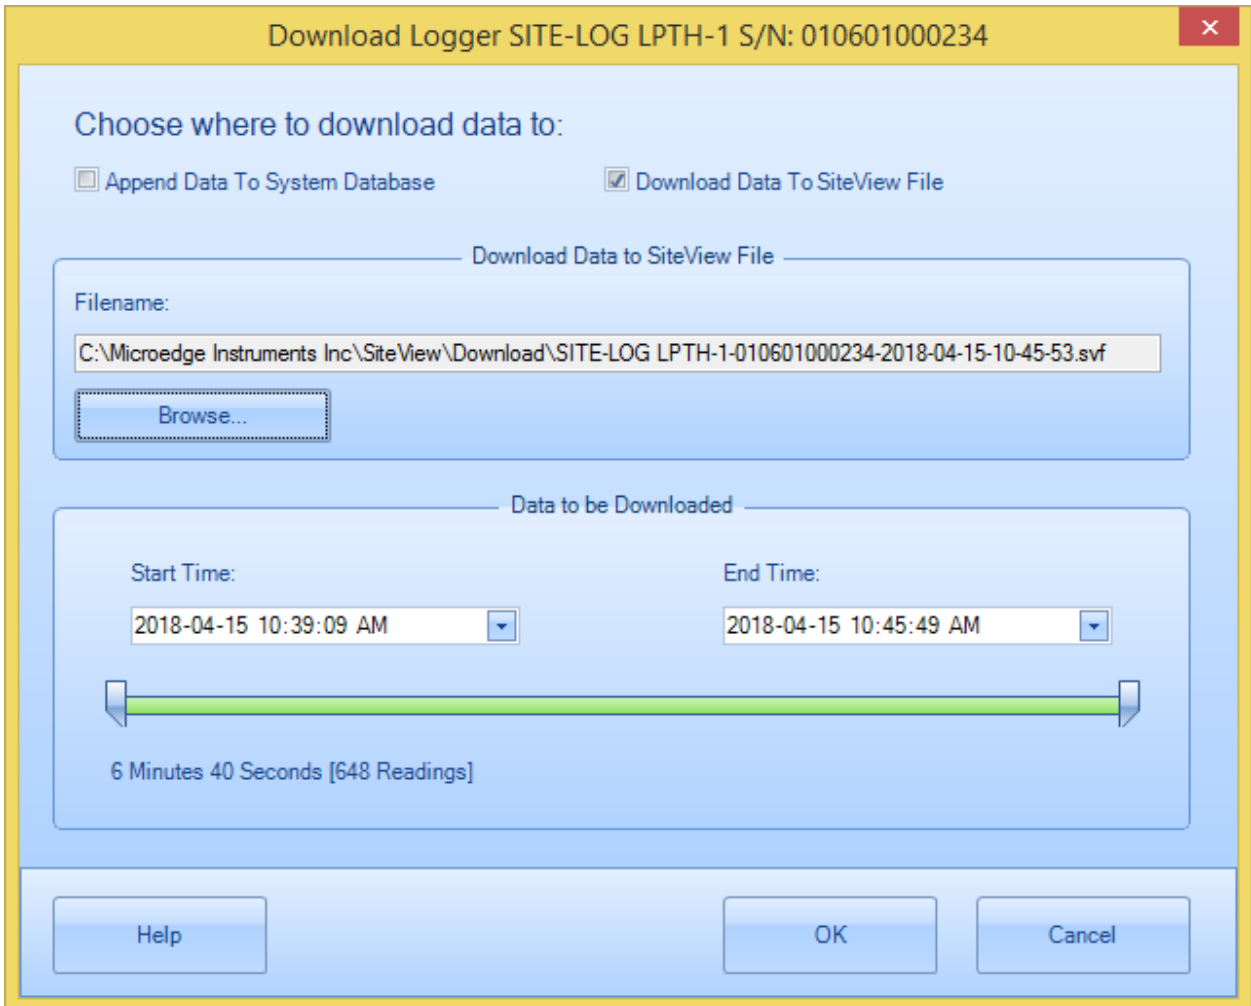 Download Logger SITE-LOG LPTH-1 S/N: 010601000234
Choose where to download data to:
Append Data To System Database
Download Data To SiteView File
Download Data to SiteView File
Filename:
C:\Microedge Instruments Inc\SiteView\Download\SITE-LOG LPTH-1-010601000234-2018-04-15-10-45-53.svf
Browse...
Data to be Downloaded
Start Time:
End Time:
2018-04-15 10:39:09 AM
2018-04-15 10:45:49 AM
6 Minutes 40 Seconds [648 Readings]
Help
OK
Cancel